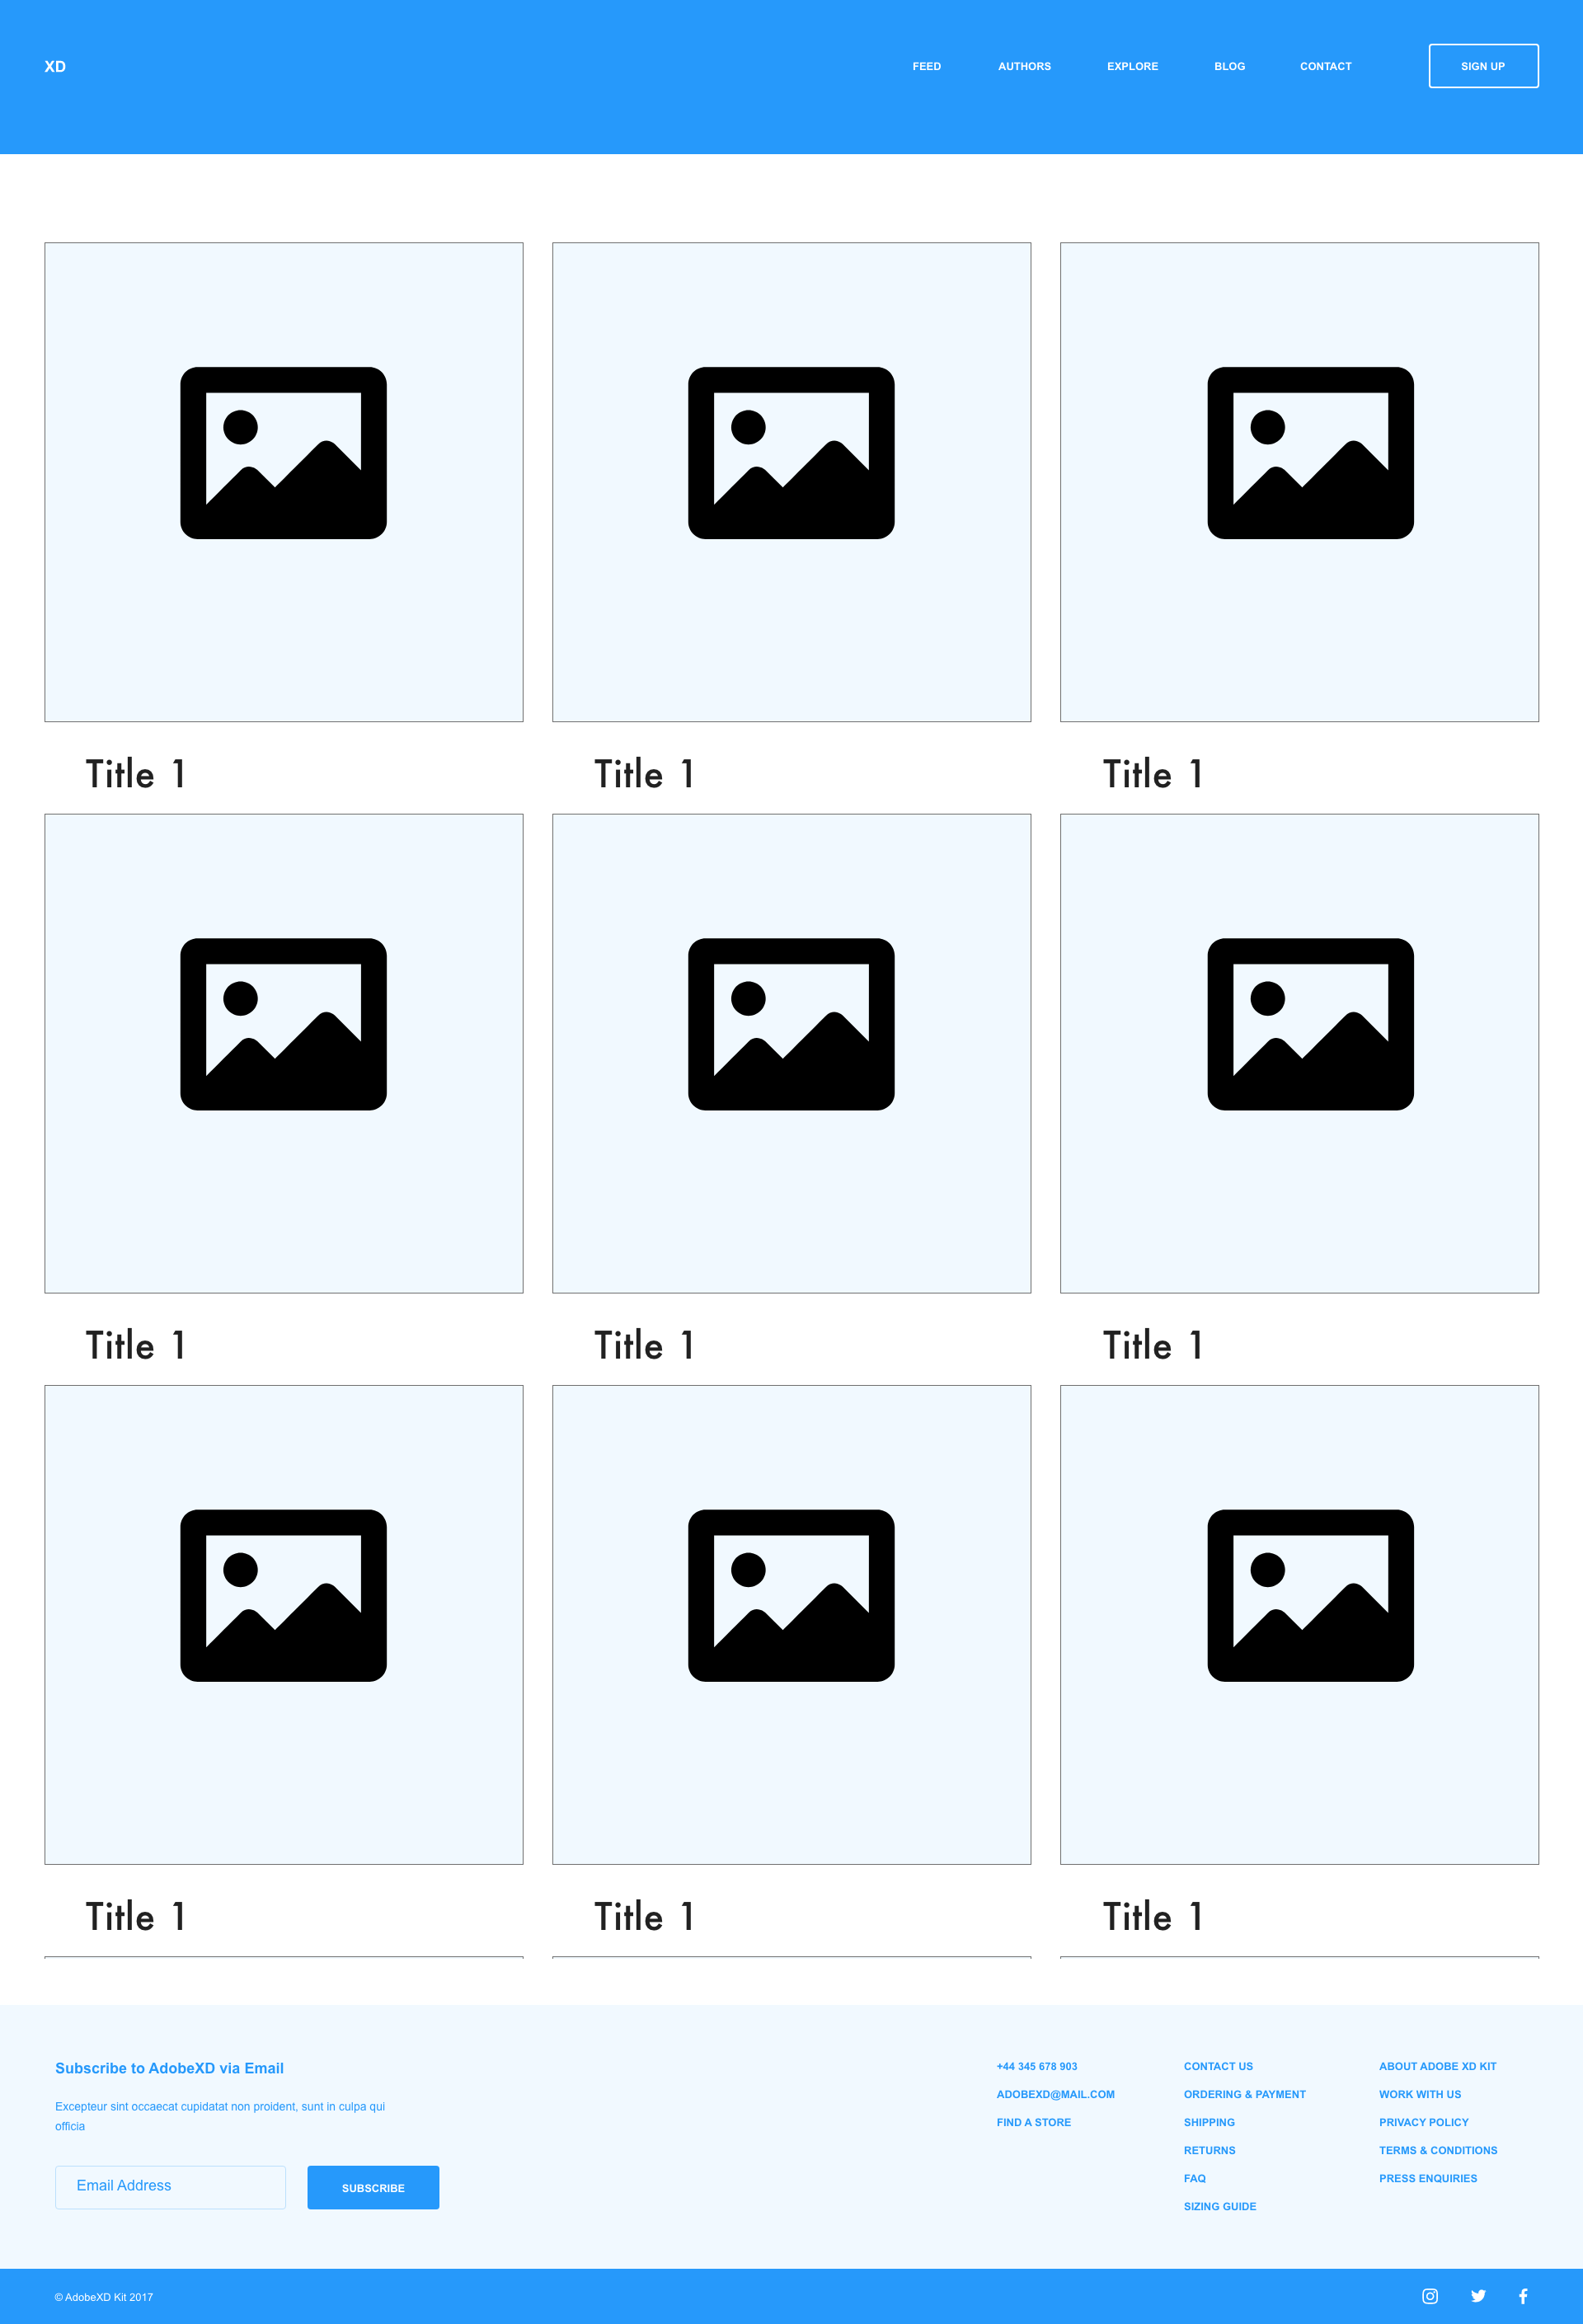 XD
FEED
AUTHORS
EXPLORE
BLOG
CONTACT
SIGN UP
Title 1
Title 1
Title 1
Title 1
Title 1
Title 1
Title 1
Title 1
Title 1
Subscribe to AdobeXD via Email
Excepteur sint occaecat cupidatat non proident, sunt in culpa qui
officia
Email Address
SUBSCRIBE
+44 345 678 903
ADOBEXD@MAIL.COM
FIND A STORE
CONTACT US
ORDERING & PAYMENT
SHIPPING
RETURNS
FAQ
SIZING GUIDE
ABOUT ADOBE XD KIT
WORK WITH US
PRIVACY POLICY
TERMS & CONDITIONS
PRESS ENQUIRIES
© AdobeXD Kit 2017